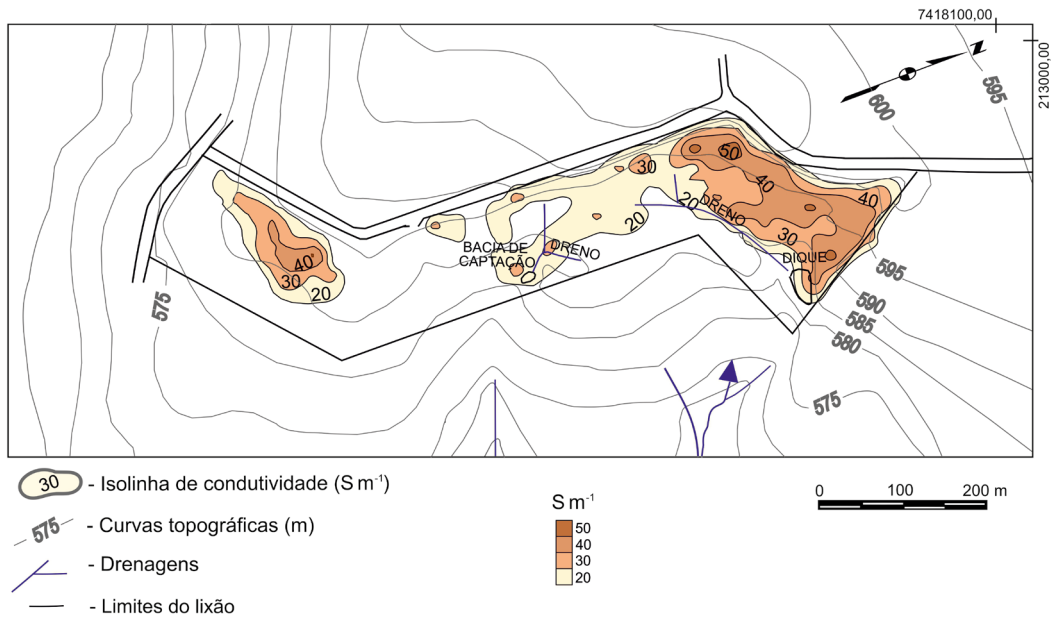 7418100,00
213000,00
N
595
600
50
30
40
40
20
DRENO
20
30
BACIA DE
CAPTAÇÃO
DRENO
DIQUE
40
30
20
575
595
590
585
580
575
30 - Isolinha de condutividade (S m-1)
575 - Curvas topográficas (m)
- Drenagens
- Limites do lixão
S m-1
50
40
30
20
0 100 200 m